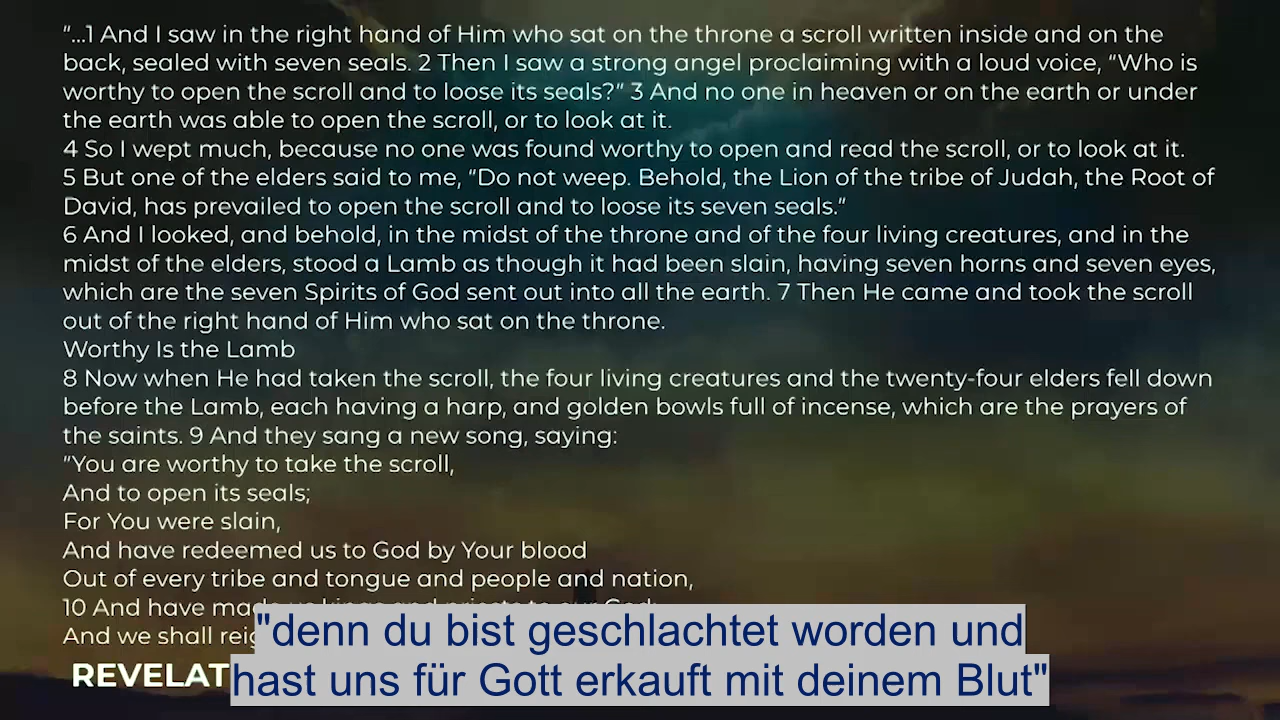 "...1 And I saw in the right hand of Him who sat on the throne a scroll written inside and on the
back, sealed with seven seals. 2 Then I saw a strong angel proclaiming with a loud voice, "Who is
worthy to open the scroll and to loose its seals?" 3 And no one in heaven or on the earth or under
the earth was able to open the scroll, or to look at it.
4 So I wept much, because no one was found worthy to open and read the scroll, or to look at it.
5 But one of the elders said to me, "Do not weep. Behold, the Lion of the tribe of Judah, the Root of
David, has prevailed to open the scroll and to loose its seven seals."
6 And I looked, and behold, in the midst of the throne and of the four living creatures, and in the
midst of the elders, stood a Lamb as though it had been slain, having seven horns and seven eyes,
which are the seven Spirits of God sent out into all the earth. 7 Then He came and took the scroll
out of the right hand of Him who sat on the throne.
Worthy Is the Lamb
8 Now when He had taken the scroll, the four living creatures and the twenty-four elders fell down
before the Lamb, each having a harp, and golden bowls full of incense, which are the prayers of
the saints. 9 And they sang a new song, saying:
"You are worthy to take the scroll,
And to open its seals;
For You were slain,
And have redeemed us to God by Your blood
Out of every tribe and tongue and people and nation,
10 And have
And we shall
"denn du bist geschlachtet worden und
hast uns für Gott erkauft mit deinem Blut"